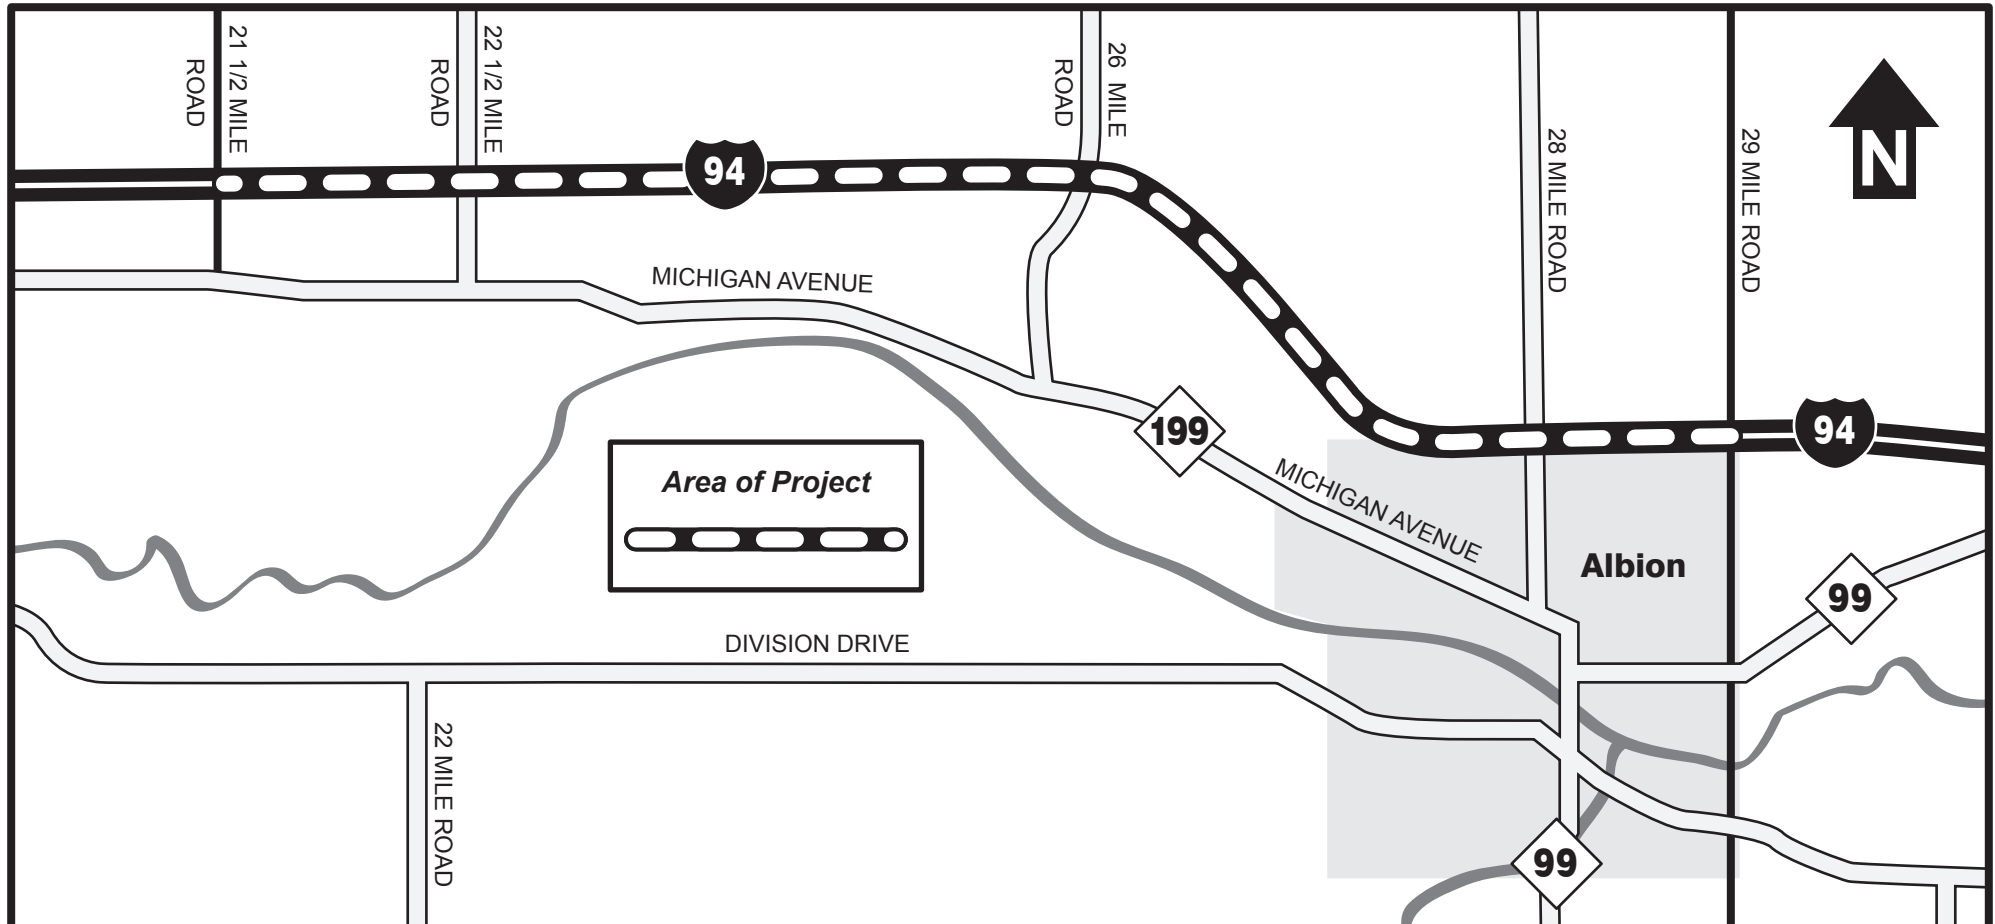 21 1/2 MILE
ROAD
22 1/2 MILE
ROAD
26 MILE
ROAD
28 MILE ROAD
29 MILE ROAD
N
94
MICHIGAN AVENUE
199
94
MICHIGAN AVENUE
Area of Project
Albion
99
DIVISION DRIVE
22 MILE ROAD
99